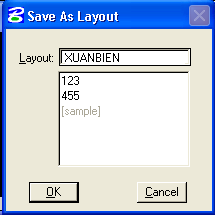 Save As Layout
Layout: XUANBIEN
123
455
[sample]
OK Cancel